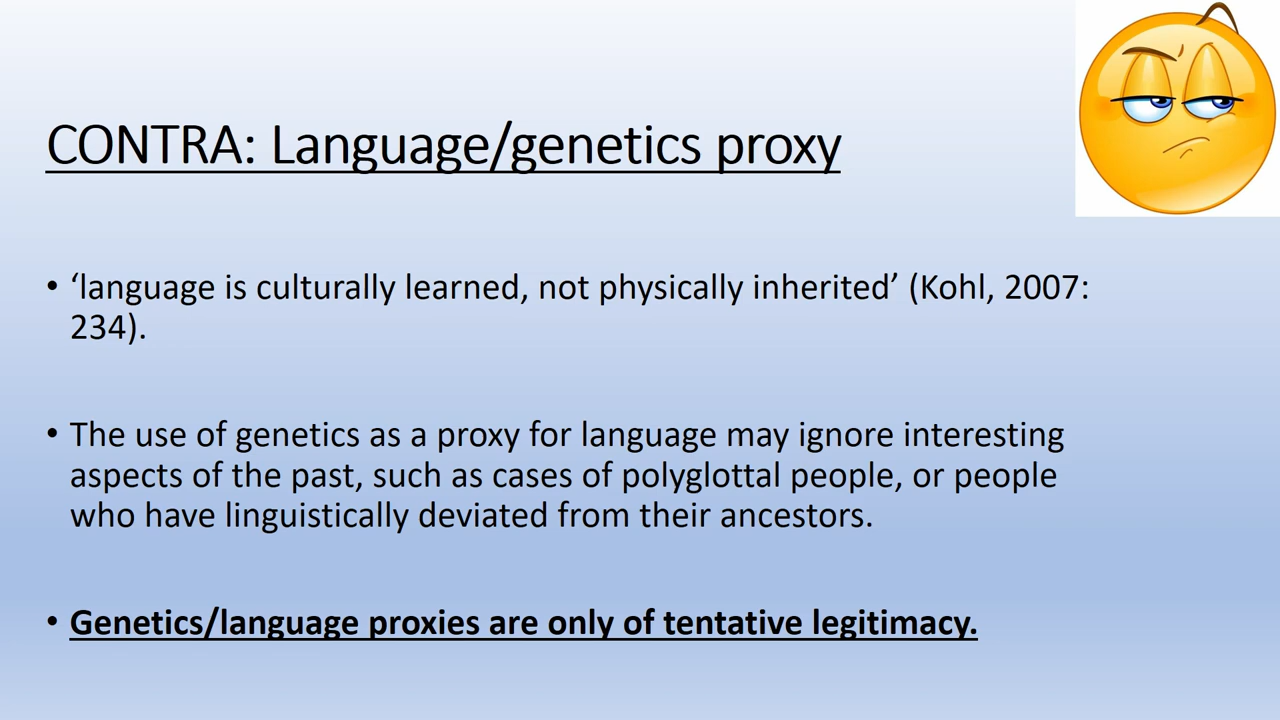 CONTRA: Language/genetics proxy
• ‘language is culturally learned, not physically inherited’ (Kohl, 2007:
234).
• The use of genetics as a proxy for language may ignore interesting
aspects of the past, such as cases of polyglottal people, or people
who have linguistically deviated from their ancestors.
• Genetics/language proxies are only of tentative legitimacy.